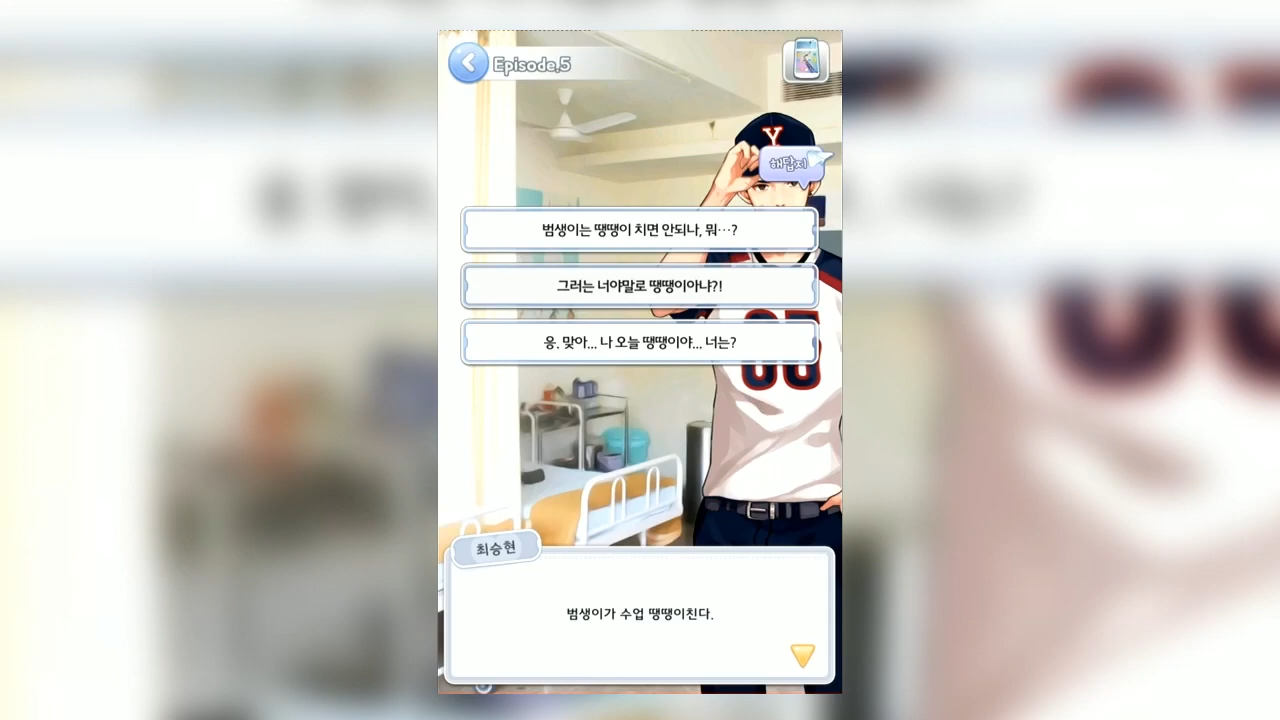 Episode.5
Y
해답지
범생이는 땡땡이 치면 안되나, 뭐…?
그러는 너야말로 땡땡이아냐?!
응. 맞아... 나 오늘 땡땡이야... 너는?
최승현
범생이가 수업 땡땡이친다.